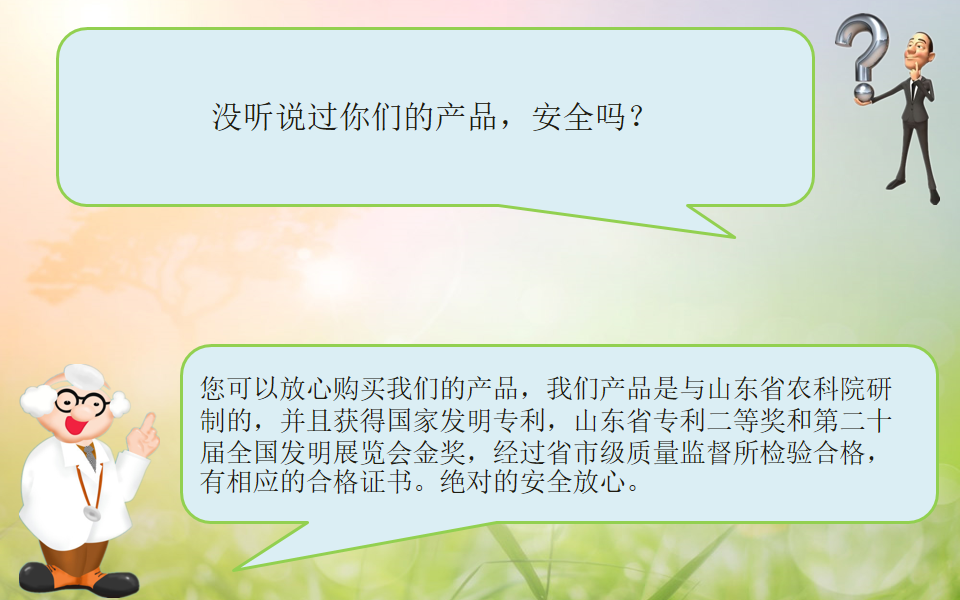 没听说过你们的产品，安全吗？
您可以放心购买我们的产品，我们产品是与山东省农科院研
制的，并且获得国家发明专利，山东省专利二等奖和第二十
届全国发明展览会金奖，经过省市级质量监督所检验合格，
有相应的合格证书。绝对的安全放心。